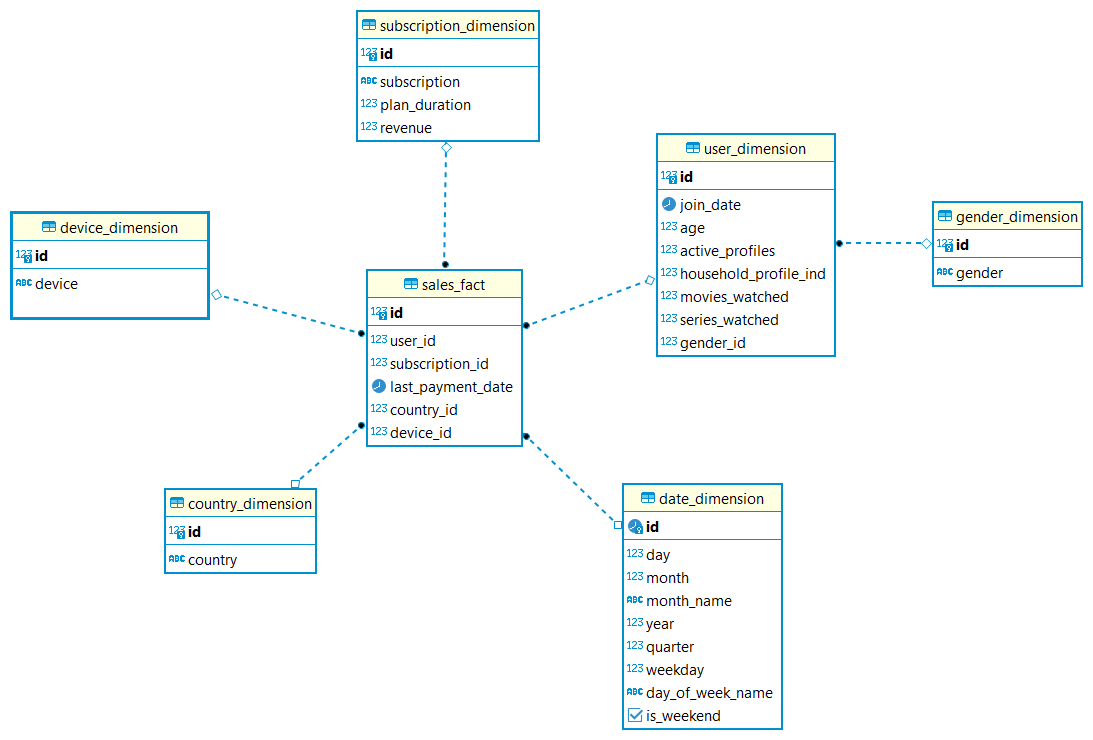 subscription_dimension
123 id
ABC subscription
123 plan_duration
123 revenue
user_dimension
123 id
join_date
123 age
123 active_profiles
123 household_profile_ind
123 movies_watched
123 series_watched
123 gender_id
gender_dimension
123 id
ABC gender
device_dimension
123 id
ABC device
sales_fact
123 id
123 user_id
123 subscription_id
last_payment_date
123 country_id
123 device_id
country_dimension
123 id
ABC country
date_dimension
id
123 day
123 month
ABC month_name
123 year
123 quarter
123 weekday
ABC day_of_week_name
is_weekend